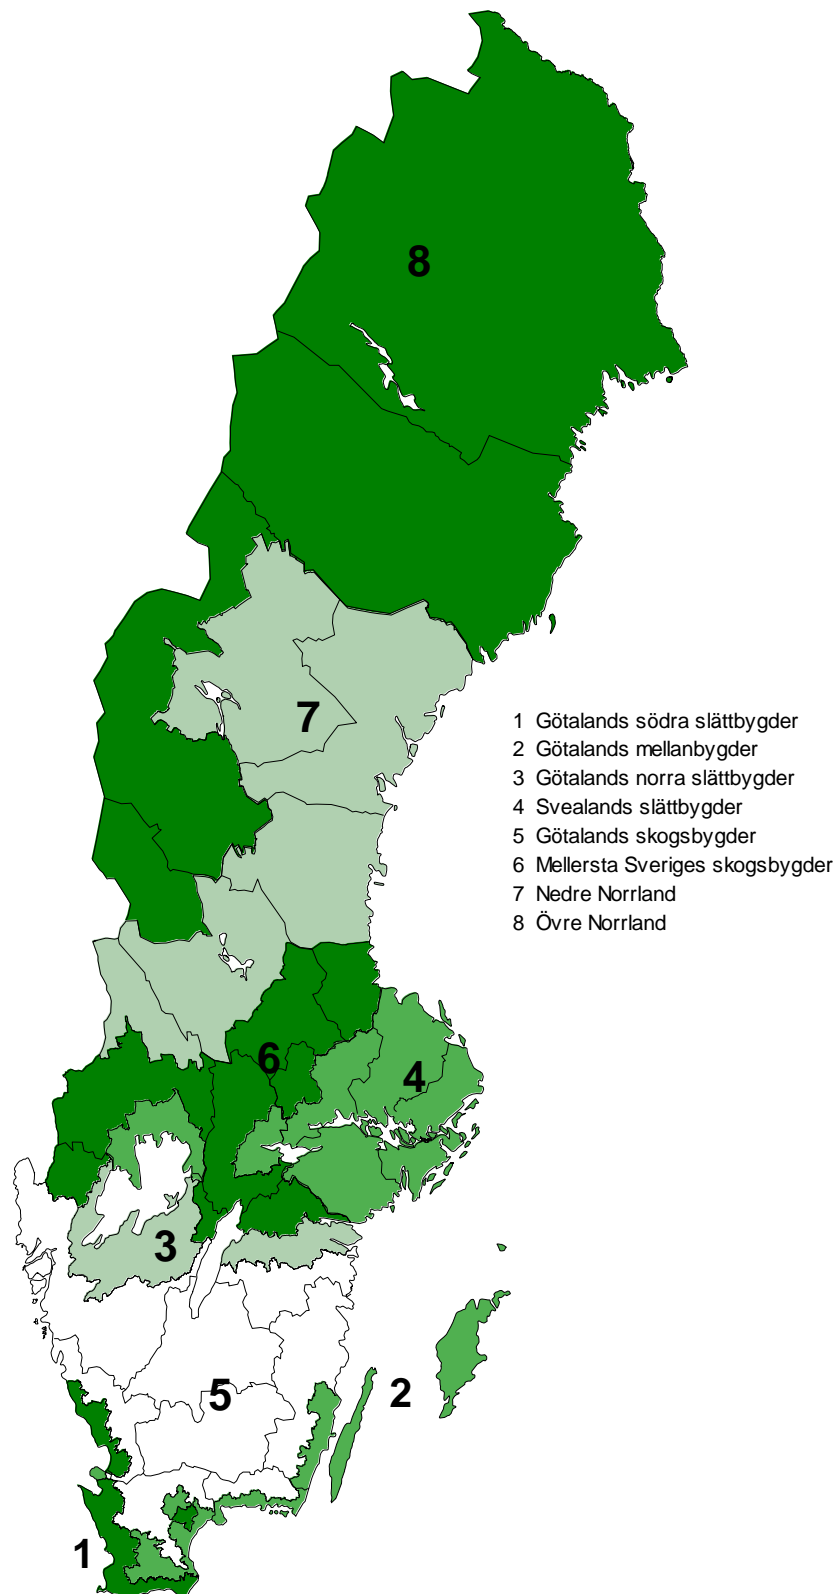 8
7
1 Götalands södra slättbygder
2 Götalands mellanbygder
3 Götalands norra slättbygder
4 Svealands slättbygder
5 Götalands skogsbygder
6 Mellersta Sveriges skogsbygder
7 Nedre Norrland
8 Övre Norrland
6
4
3
5
2
1